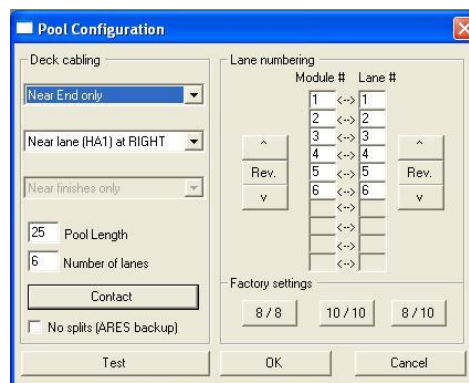 Pool Configuration
Deck cabling
Near End only
Near lane (HA1) at RIGHT
Near finishes only
25 Pool Length
6 Number of lanes
Contact
No splits (ARES backup)
Lane numbering
Module # Lane #
1 <--> 1
2 <--> 2
3 <--> 3
4 <--> 4
5 <--> 5
6 <--> 6
<-->
<-->
<-->
<-->
^
Rev.
v
^
Rev.
v
Factory settings
8 / 8 10 / 10 8 / 10
Test OK Cancel